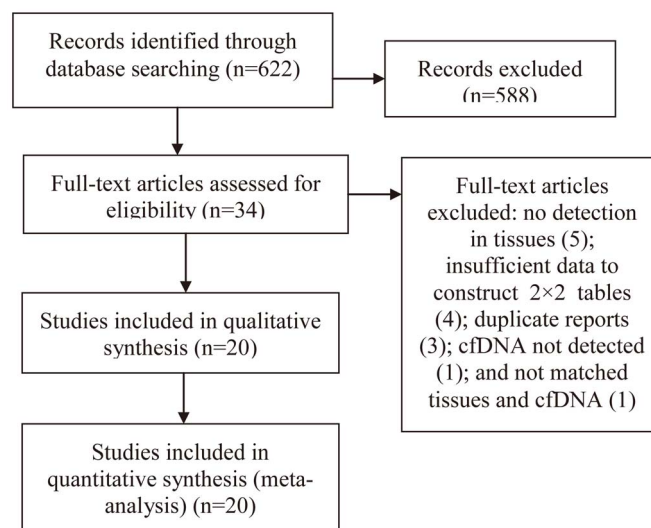 Records identified through
database searching (n=622)
Records excluded
(n=588)
Full-text articles assessed for
eligibility (n=34)
Full-text articles
excluded: no detection
in tissues (5);
insufficient data to
construct 2×2 tables
(4); duplicate reports
(3); cfDNA not detected
(1); and not matched
tissues and cfDNA (1)
Studies included in qualitative
synthesis (n=20)
Studies included in
quantitative synthesis (meta-
analysis) (n=20)